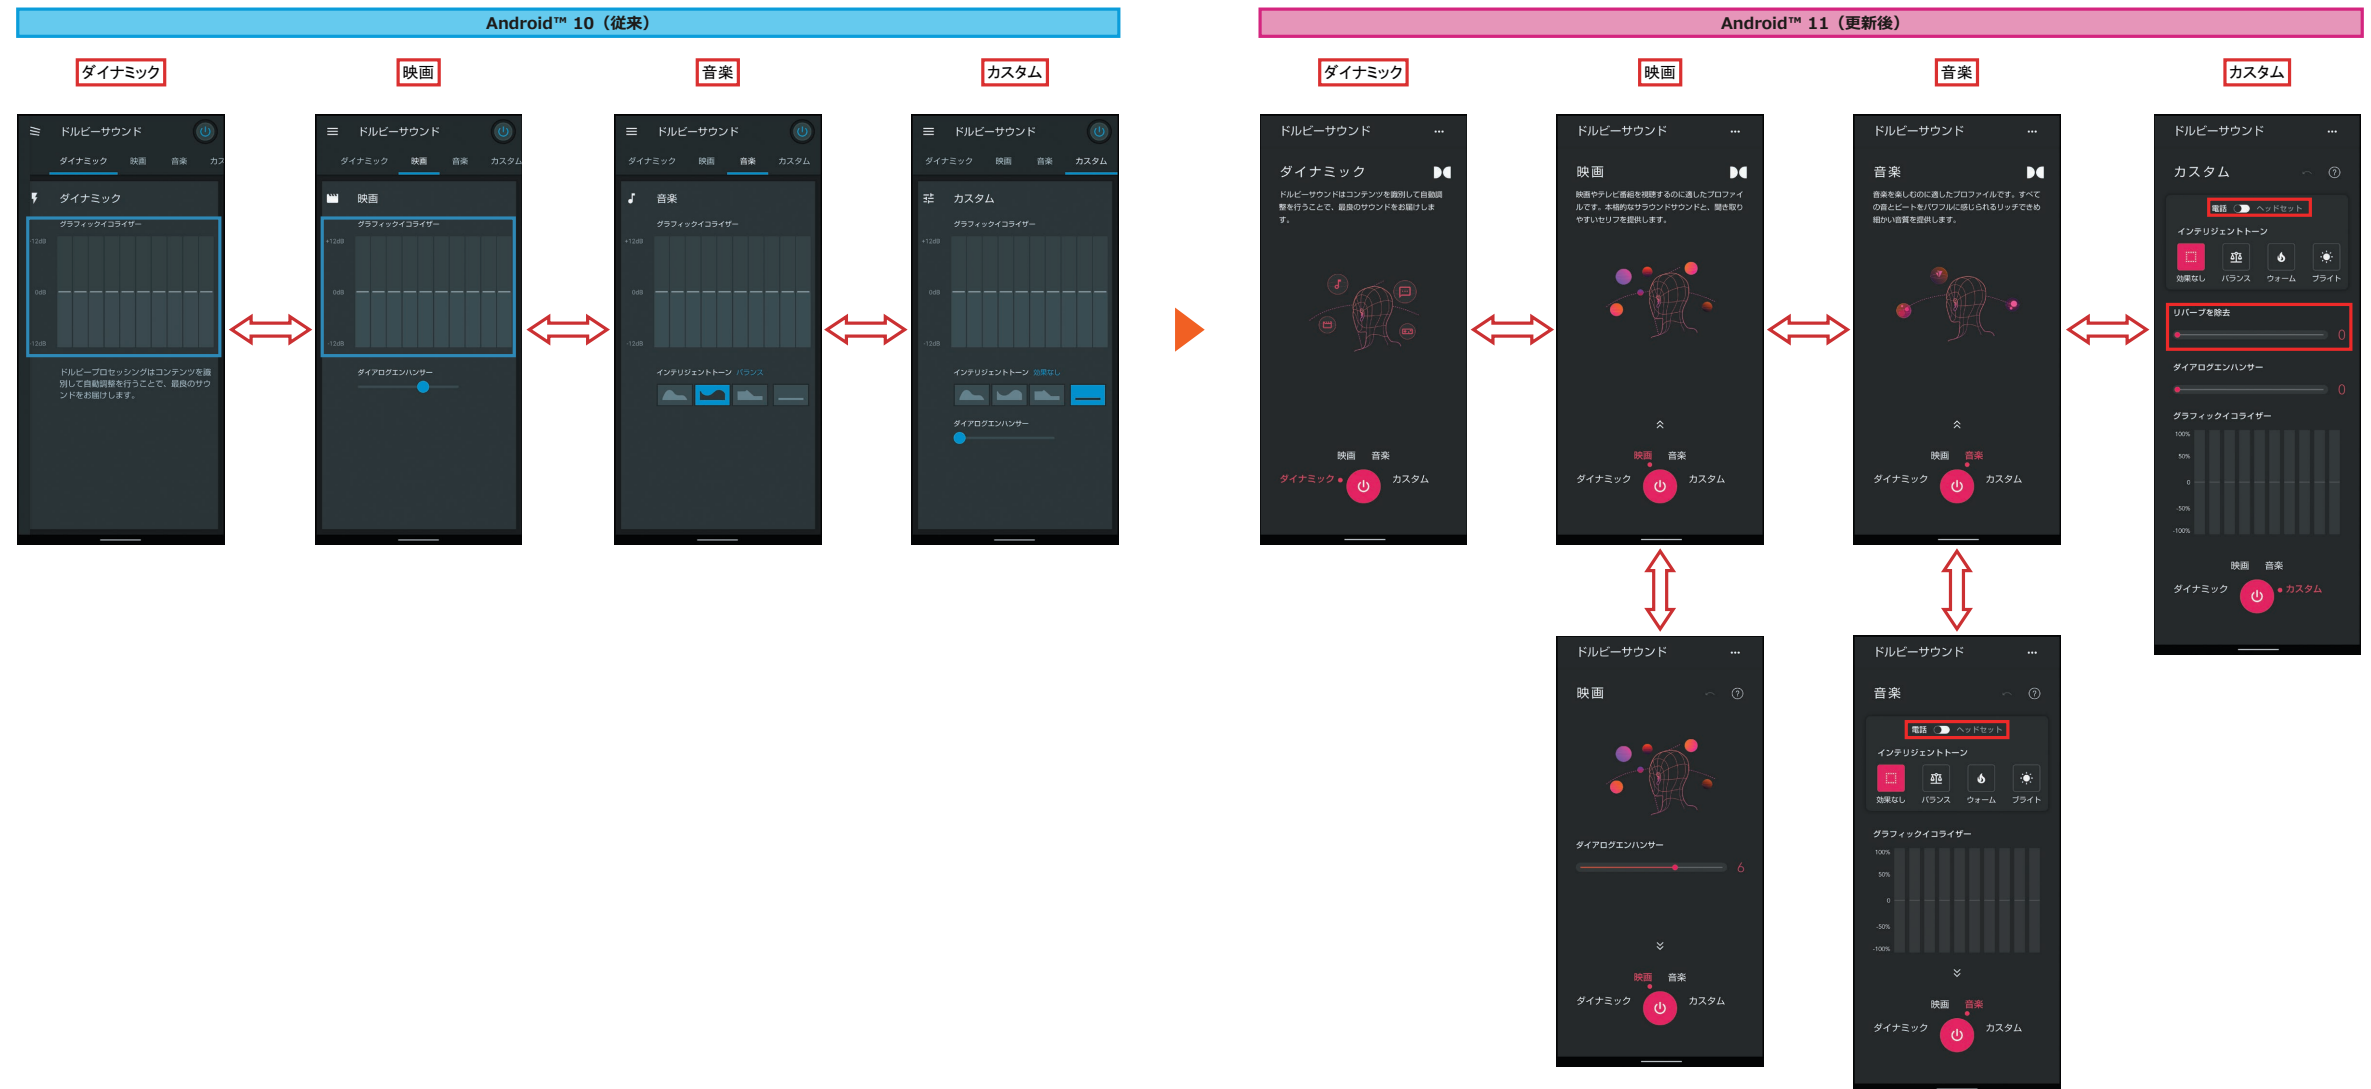 Android™ 10（従来）
ダイナミック
映画
音楽
カスタム
ドルビーサウンド
ダイナミック 映画 音楽 カス
ダイナミック
グラフィックイコライザー
-12dB
0dB
-12dB
ドルビープロセッシングはコンテンツを識
別して自動調整を行うことで、最良のサウ
ンドをお届けします。
ドルビーサウンド
ダイナミック 映画 音楽 カスタム
映画
グラフィックイコライザー
+12dB
0dB
-12dB
ダイアログエンハンサー
ドルビーサウンド
ダイナミック 映画 音楽 カスタム
音楽
グラフィックイコライザー
+12dB
0dB
-12dB
インテリジェントトーン バランス
ドルビーサウンド
ダイナミック 映画 音楽 カスタム
カスタム
グラフィックイコライザー
+12dB
0dB
-12dB
インテリジェントトーン 効果なし
ダイアログエンハンサー
Android™ 11（更新後）
ダイナミック
映画
音楽
カスタム
ドルビーサウンド
ダイナミック
ドルビーサウンドはコンテンツを識別して自動調
整を行うことで、最良のサウンドをお届けしま
す。
映画 音楽
ダイナミック カスタム
ドルビーサウンド
映画
映画やテレビ番組を視聴するのに適したプロファイ
ルです。本格的なサラウンドサウンドと、聞き取り
やすいセリフを提供します。
映画 音楽
ダイナミック カスタム
ドルビーサウンド
音楽
音楽を楽しむのに適したプロファイルです。すべて
の音とビートをパワフルに感じられるリッチできめ
細かい音質を提供します。
映画 音楽
ダイナミック カスタム
ドルビーサウンド
カスタム
電話 ヘッドセット
インテリジェントトーン
効果なし バランス ウォーム ブライト
リバーブを除去
0
ダイアログエンハンサー
0
グラフィックイコライザー
100%
50%
0
-50%
-100%
映画 音楽
ダイナミック カスタム
ドルビーサウンド
映画
ダイアログエンハンサー
6
映画 音楽
ダイナミック カスタム
ドルビーサウンド
音楽
電話 ヘッドセット
インテリジェントトーン
効果なし バランス ウォーム ブライト
グラフィックイコライザー
100%
50%
0
-50%
-100%
映画 音楽
ダイナミック カスタム